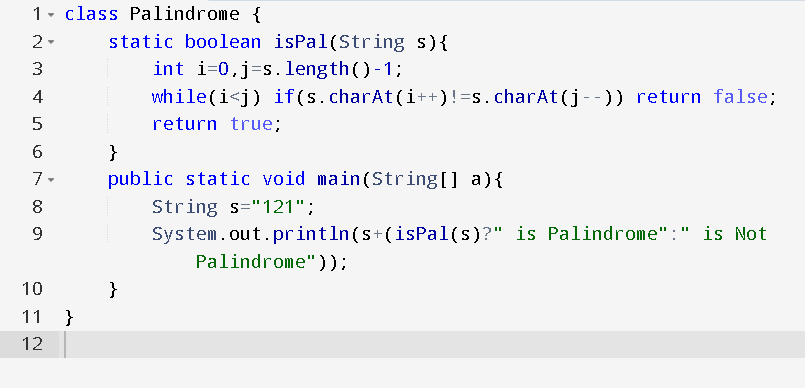 1 class Palindrome {
2     static boolean isPal(String s){
3         int i=0,j=s.length()-1;
4         while(i<j) if(s.charAt(i++)!=s.charAt(j--)) return false;
5         return true;
6     }
7     public static void main(String[] a){
8         String s="121";
9         System.out.println(s+(isPal(s)?" is Palindrome":" is Not
            Palindrome"));
10     }
11 }
12